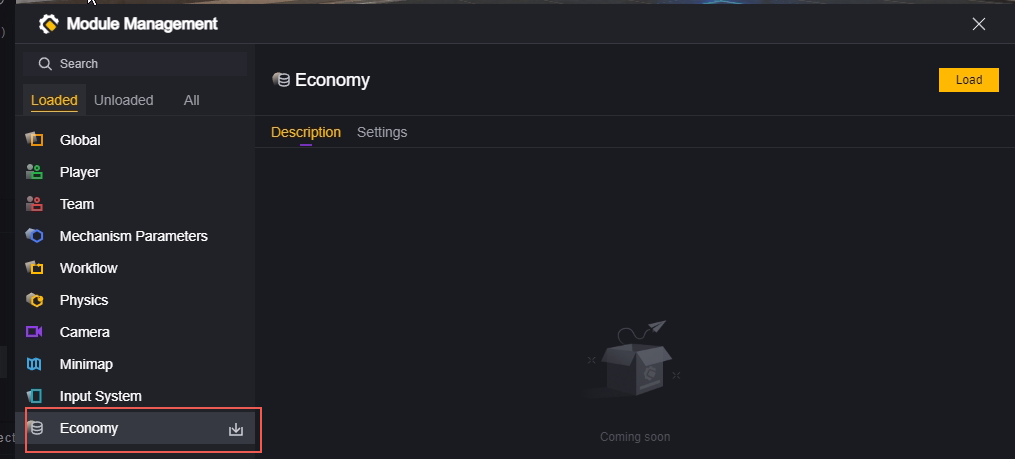 Module Management
Search
Loaded Unloaded All
Global
Player
Team
Mechanism Parameters
Workflow
Physics
Camera
Minimap
Input System
Economy
Economy
Load
Description Settings
Coming soon